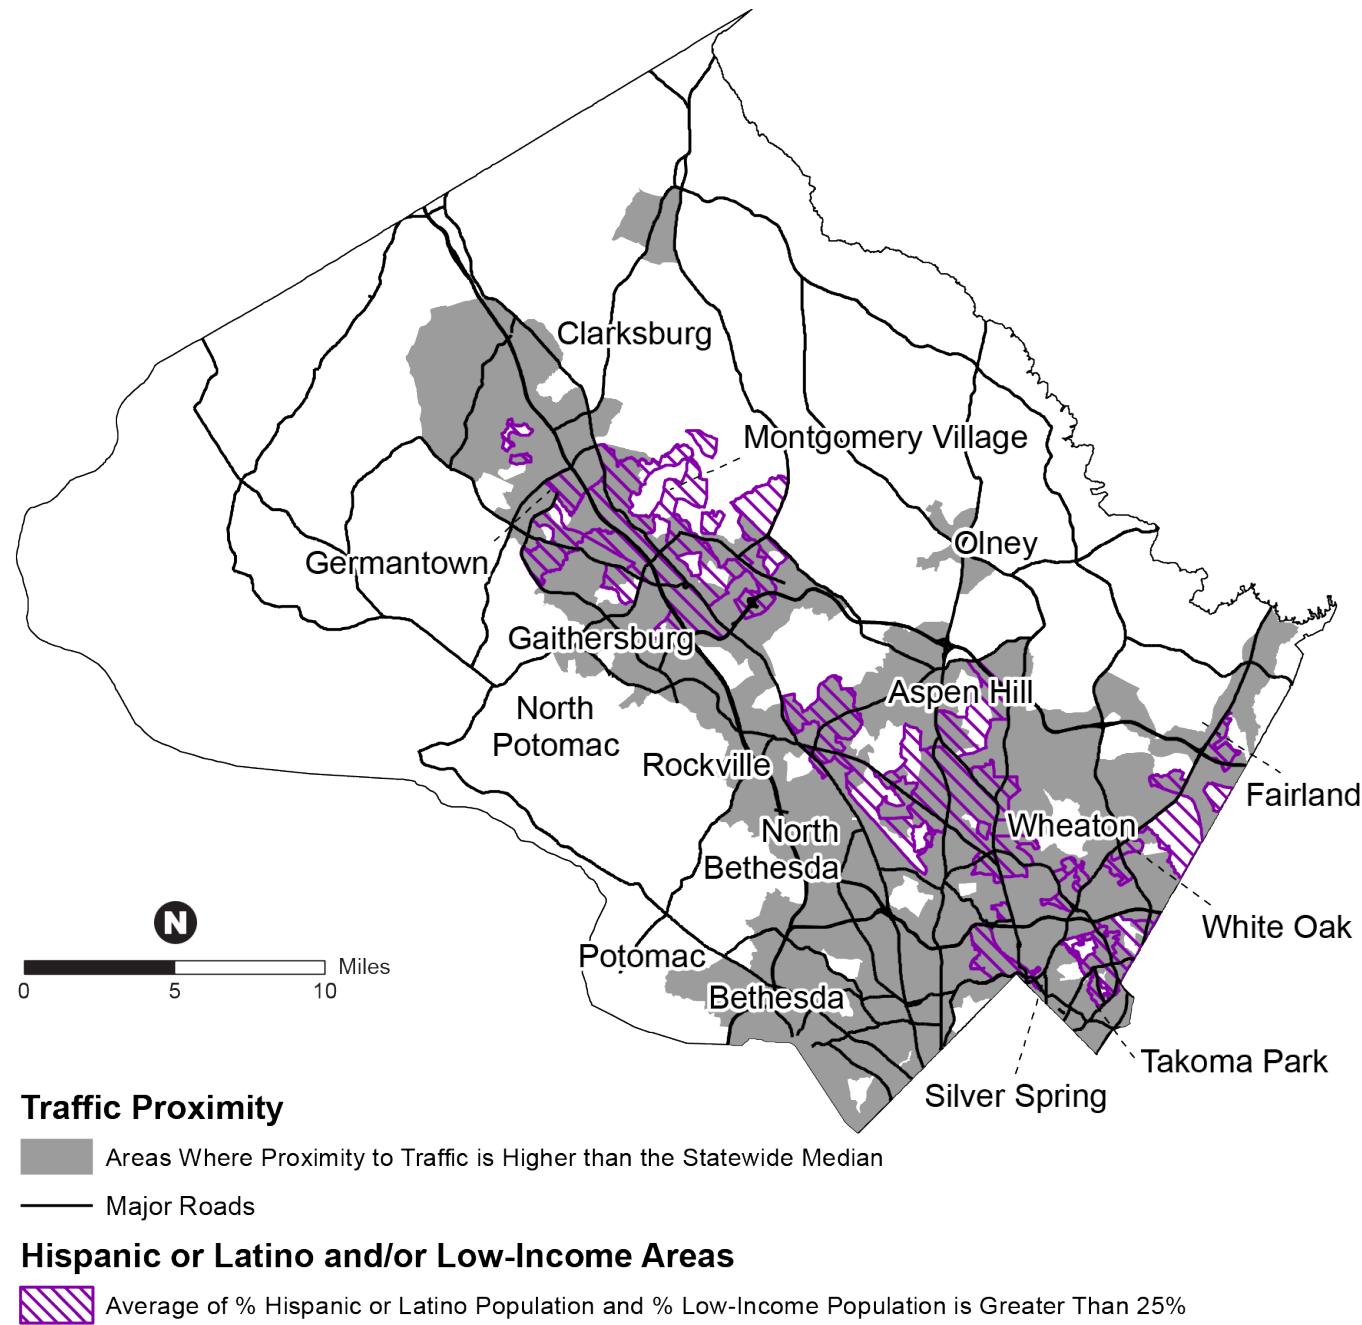 Clarksburg
Montgomery Village
Olney
Germantown
Gaithersburg
Aspen Hill
North
Potomac
Rockville
Fairland
North
Bethesda
Wheaton
White Oak
N
Potomac
Miles
0
5
10
Bethesda
Takoma Park
Silver Spring
Traffic Proximity
Areas Where Proximity to Traffic is Higher than the Statewide Median
Major Roads
Hispanic or Latino and/or Low-Income Areas
Average of % Hispanic or Latino Population and % Low-Income Population is Greater Than 25%